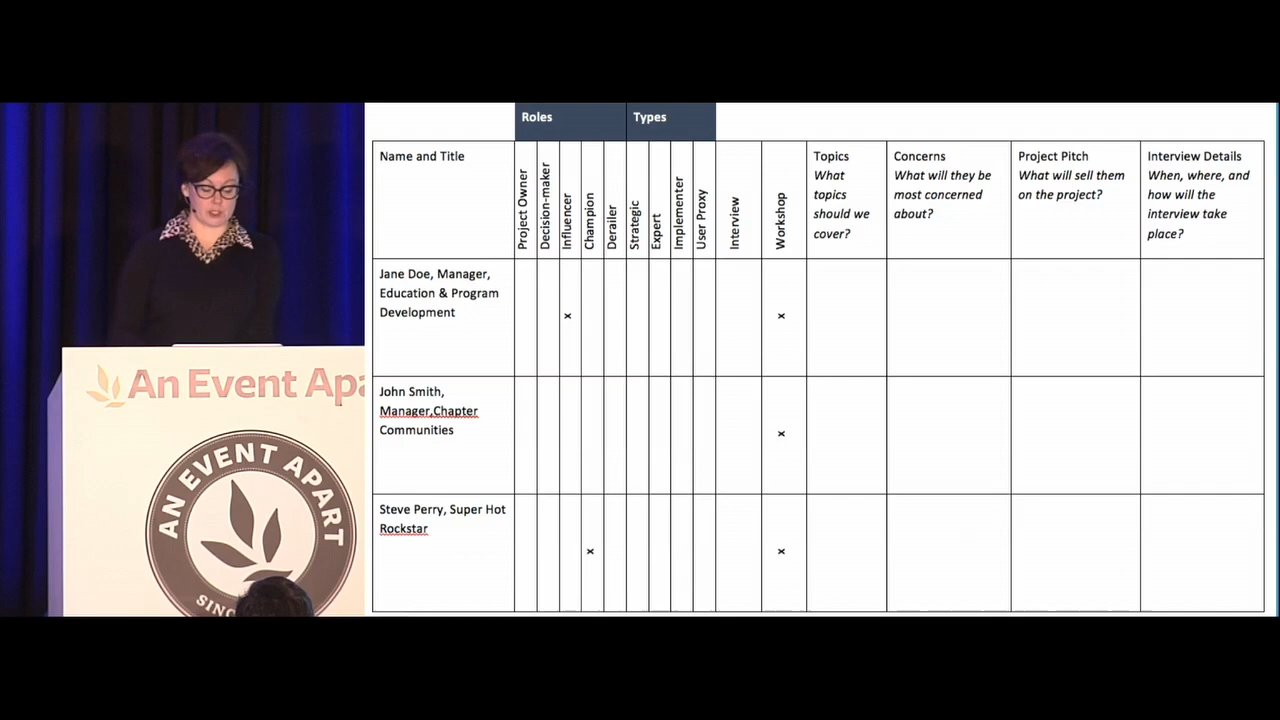 Roles
Types
Name and Title
Project Owner
Decision-maker
Influencer
Champion
Derailer
Strategic
Expert
Implementer
User Proxy
Interview
Workshop
Topics
What
topics
should we
cover?
Concerns
What will they be
most concerned
about?
Project Pitch
What will sell them
on the project?
Interview Details
When, where, and
how will the
interview take
place?
Jane Doe, Manager,
Education & Program
Development
x
x
John Smith,
Manager,Chapter
Communities
x
Steve Perry, Super Hot
Rockstar
x
x
An Event Apa
AN EVENT APART
SINC